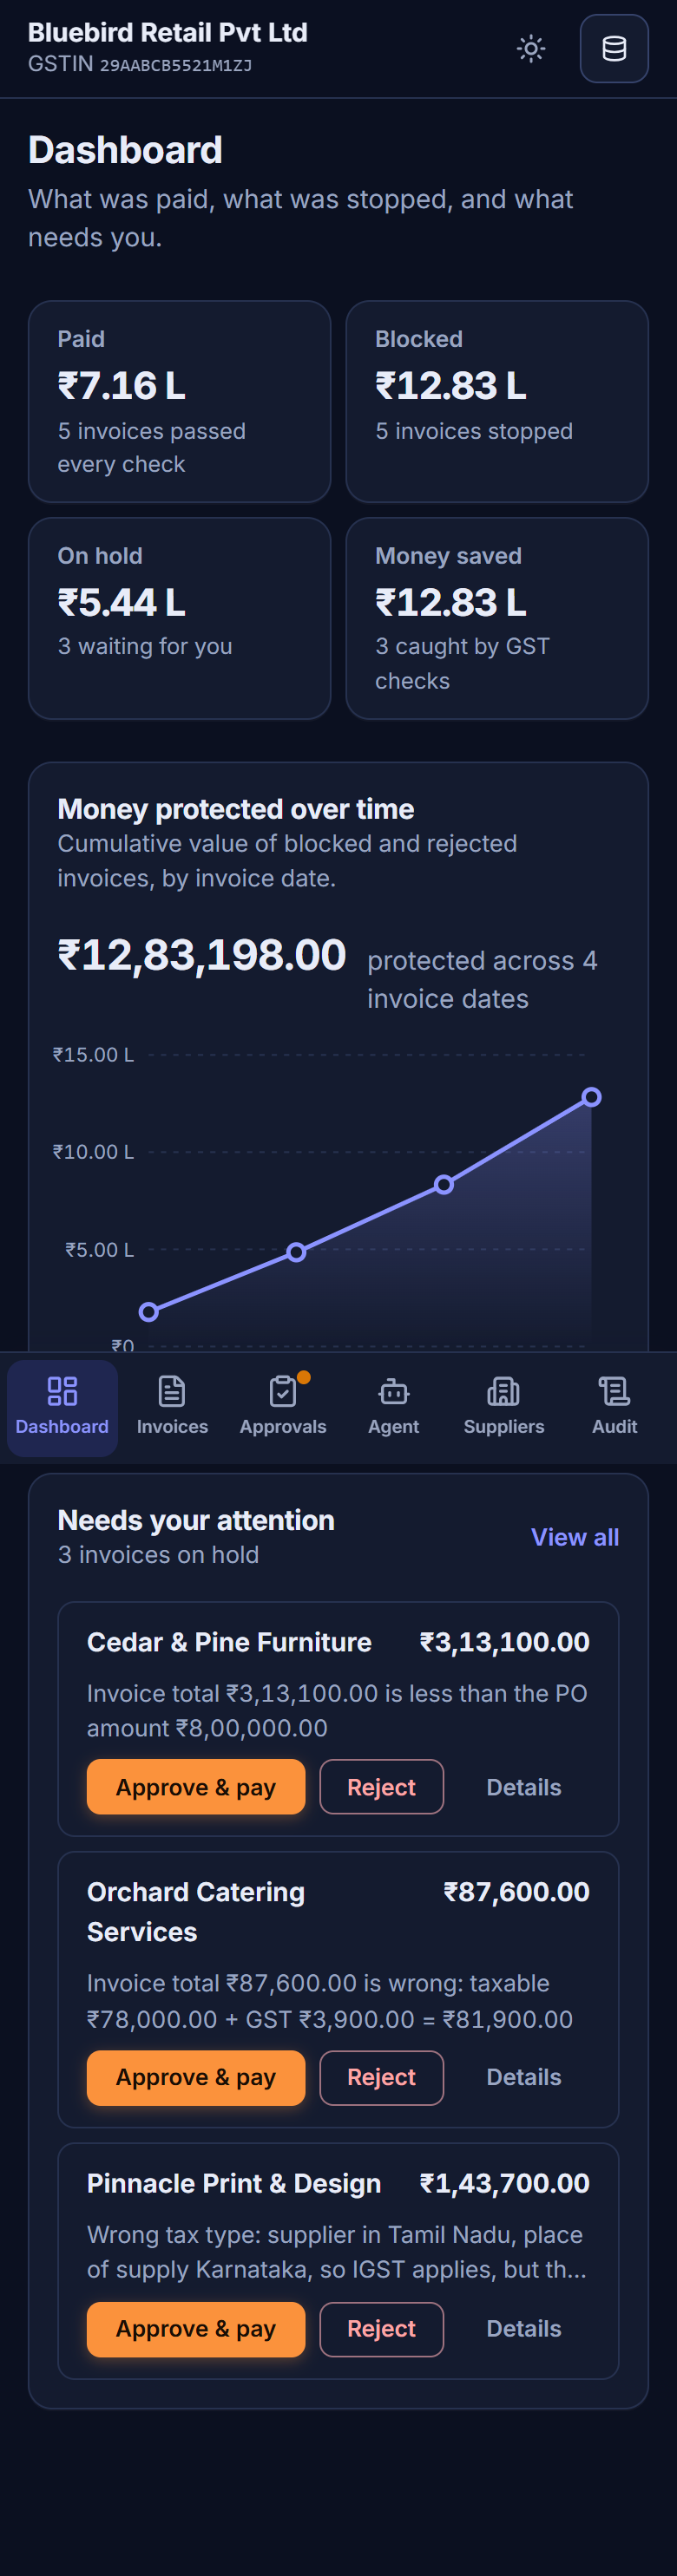 Bluebird Retail Pvt Ltd
GSTIN 29AABCB5521M1ZJ
Dashboard
What was paid, what was stopped, and what
needs you.
Paid
₹7.16 L
5 invoices passed
every check
Blocked
₹12.83 L
5 invoices stopped
On hold
₹5.44 L
3 waiting for you
Money saved
₹12.83 L
3 caught by GST
checks
Money protected over time
Cumulative value of blocked and rejected
invoices, by invoice date.
₹12,83,198.00 protected across 4
invoice dates
₹15.00 L
₹10.00 L
₹5.00 L
₹0
Dashboard Invoices Approvals Agent Suppliers Audit
Needs your attention
3 invoices on hold
View all
Cedar & Pine Furniture ₹3,13,100.00
Invoice total ₹3,13,100.00 is less than the PO
amount ₹8,00,000.00
Approve & pay Reject Details
Orchard Catering ₹87,600.00
Services
Invoice total ₹87,600.00 is wrong: taxable
₹78,000.00 + GST ₹3,900.00 = ₹81,900.00
Approve & pay Reject Details
Pinnacle Print & Design ₹1,43,700.00
Wrong tax type: supplier in Tamil Nadu, place
of supply Karnataka, so IGST applies, but th...
Approve & pay Reject Details